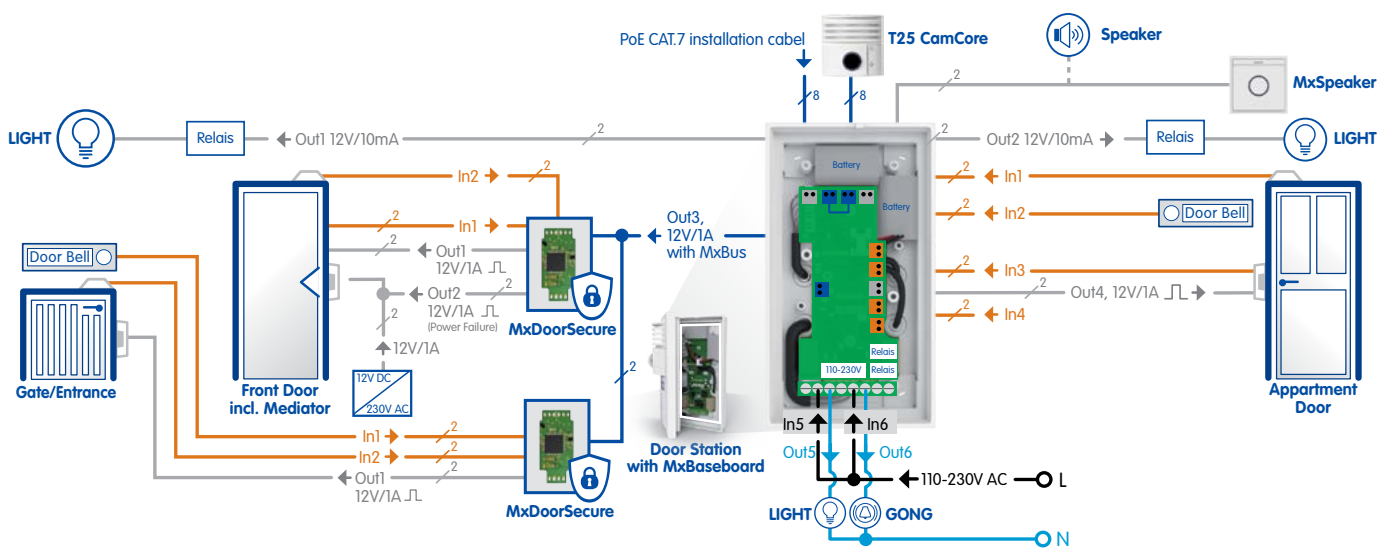 PoE CAT.7 installation cabel
T25 CamCore
Speaker
MxSpeaker
8
8
2
LIGHT
Relais
Out1 12V/10mA
2
2
Out2 12V/10mA
Relais
LIGHT
Battery
Battery
In2
2
In1
2
Out1
12V/1A
2
Out2
2
12V/1A
(Power Failure)
2
12V/1A
12V DC
230V AC
MxDoorSecure
Out3,
12V/1A
with MxBus
Door Bell
Gate/Entrance
Front Door
incl. Mediator
2
In1
2
In2
2
Out1
2
12V/1A
MxDoorSecure
Door Station
with MxBaseboard
2
In1
2
In2
Door Bell
2
In3
2
Out4, 12V/1A
2
In4
Appartment
Door
Relais
110-230V
Relais
In5
In6
Out5
Out6
110-230V AC
L
LIGHT
GONG
N